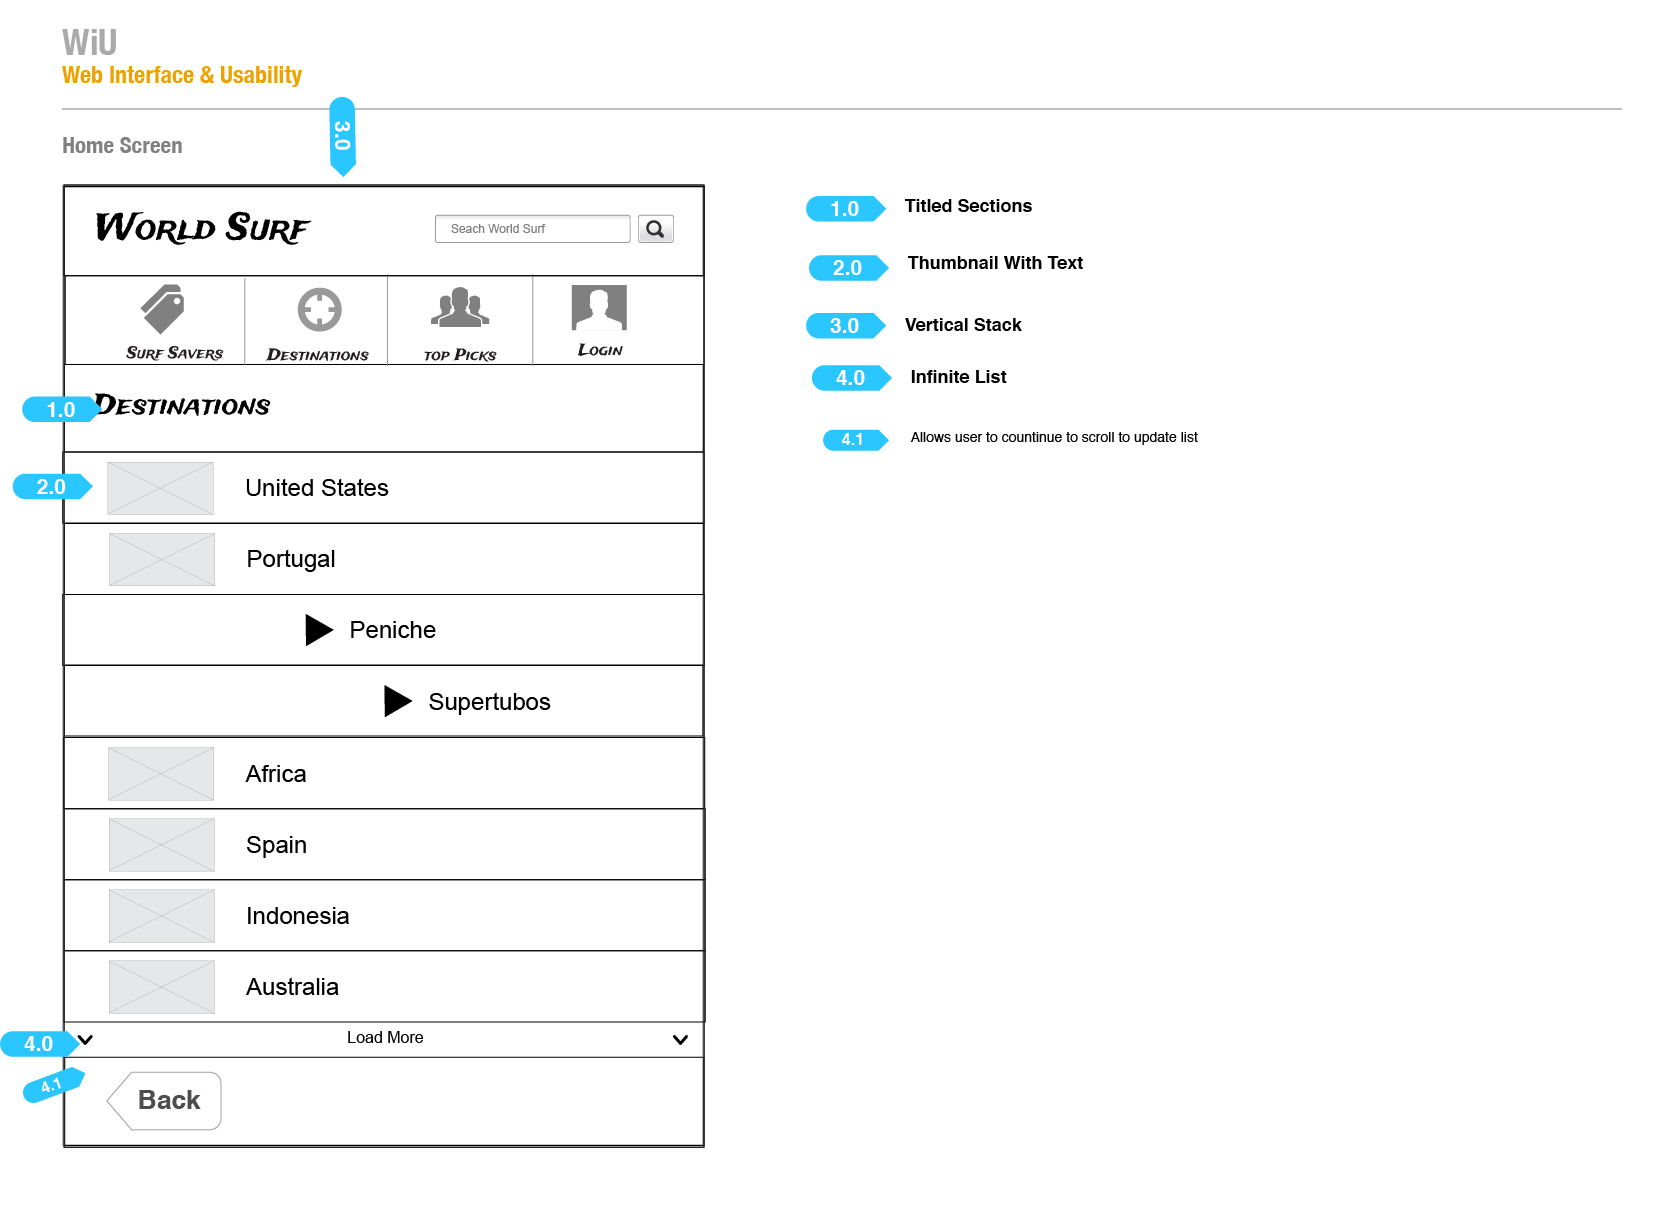 WiU
Web Interface & Usability
3.0
Home Screen
World Surf
Seach World Surf
Surf Savers
Destinations
top Picks
Login
1.0
Destinations
2.0
United States
Portugal
Peniche
Supertubos
Africa
Spain
Indonesia
Australia
4.0
Load More
4.1
Back
1.0 Titled Sections
2.0 Thumbnail With Text
3.0 Vertical Stack
4.0 Infinite List
4.1 Allows user to countinue to scroll to update list